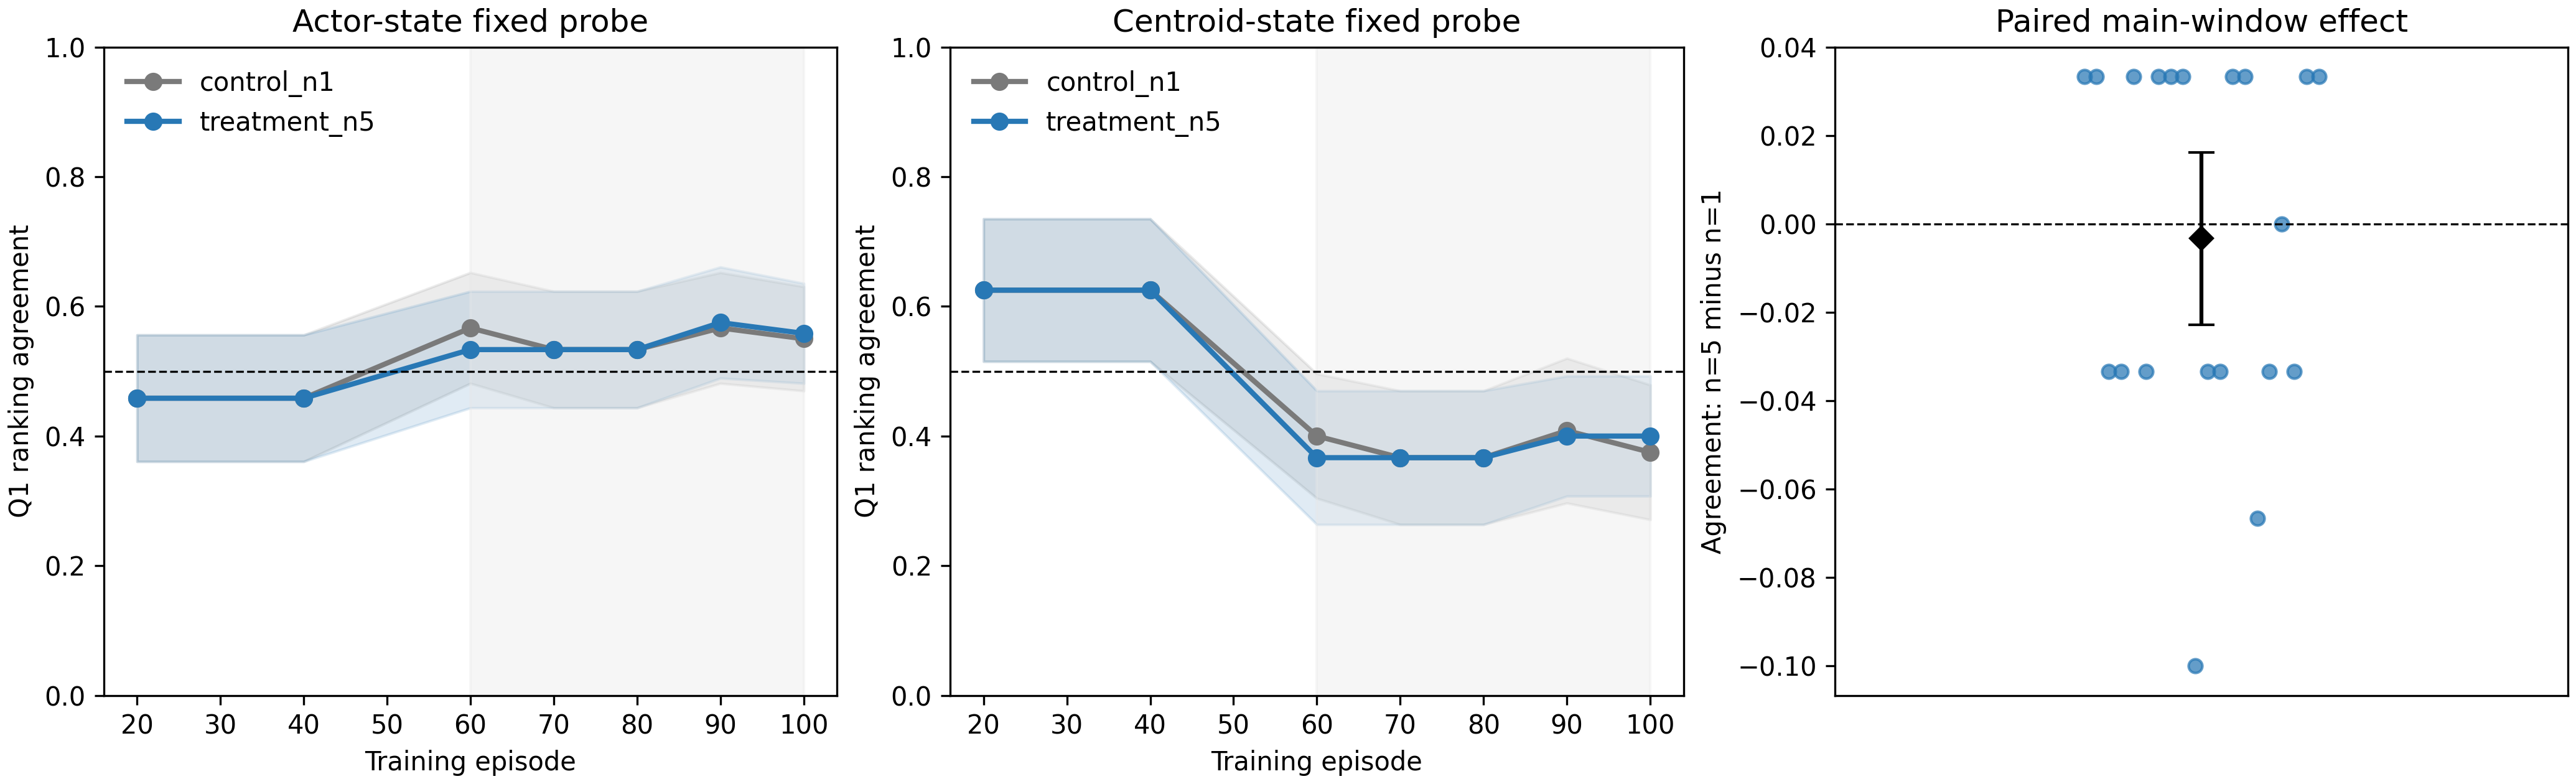 Actor-state fixed probe
control_n1
treatment_n5
Q1 ranking agreement
1.0
0.8
0.6
0.4
0.2
0.0
20 30 40 50 60 70 80 90 100
Training episode
Centroid-state fixed probe
control_n1
treatment_n5
Q1 ranking agreement
1.0
0.8
0.6
0.4
0.2
0.0
20 30 40 50 60 70 80 90 100
Training episode
Paired main-window effect
Agreement: n=5 minus n=1
0.04
0.02
0.00
−0.02
−0.04
−0.06
−0.08
−0.10